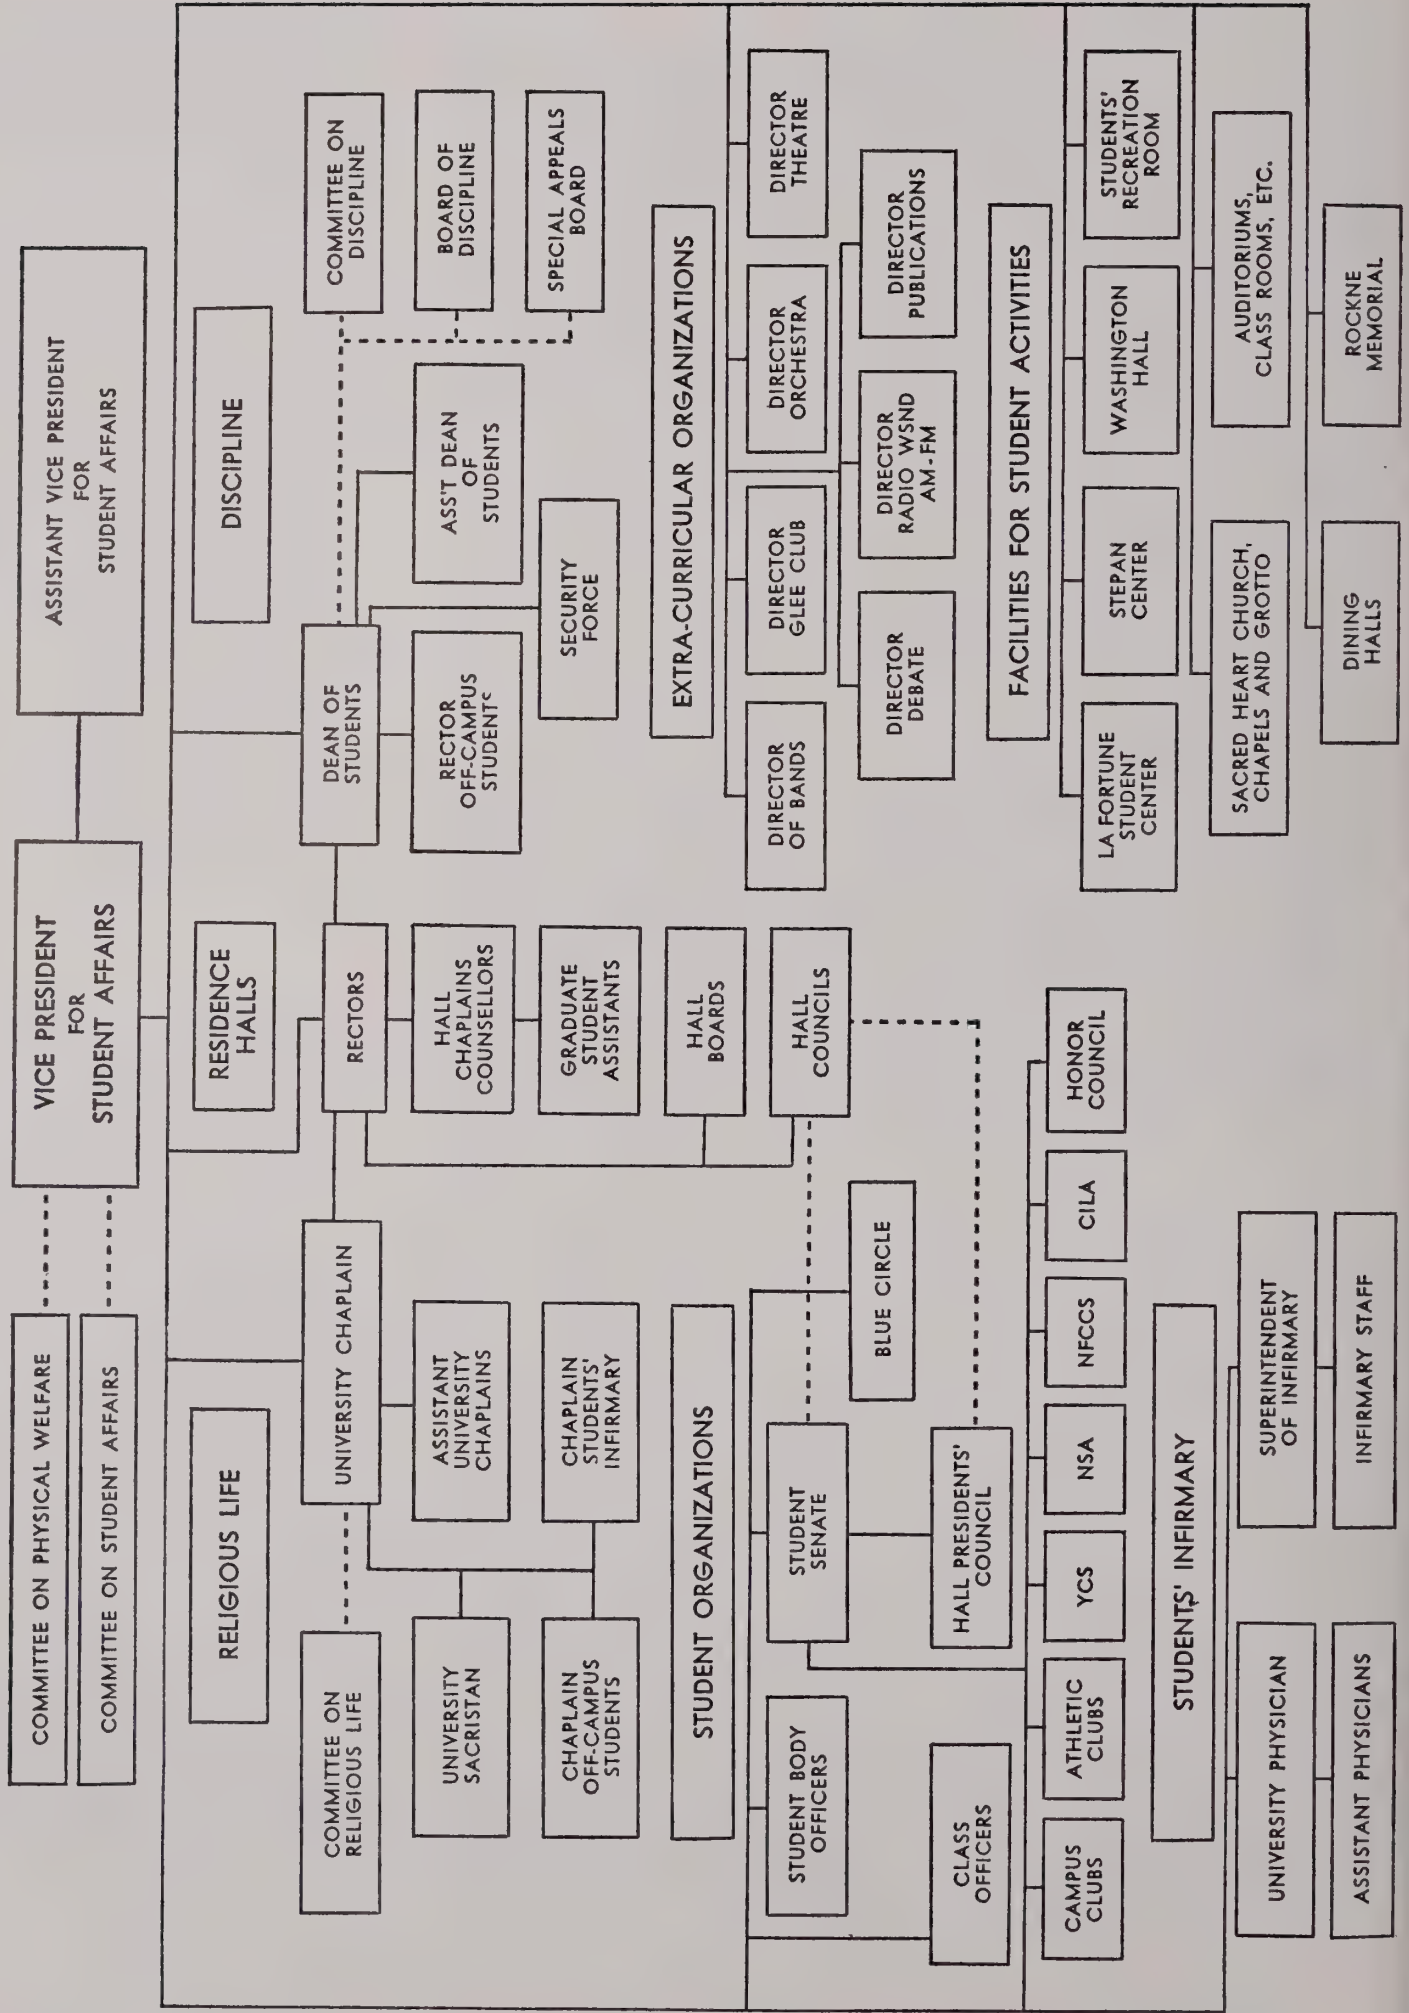 COMMITTEE ON PHYSICAL WELFARE
COMMITTEE ON STUDENT AFFAIRS
VICE PRESIDENT
FOR
STUDENT AFFAIRS
ASSISTANT VICE PRESIDENT
FOR
STUDENT AFFAIRS
RELIGIOUS LIFE
UNIVERSITY CHAPLAIN
COMMITTEE ON
RELIGIOUS LIFE
ASSISTANT
UNIVERSITY
CHAPLAINS
UNIVERSITY
SACRISTAN
CHAPLAIN
STUDENTS'
INFIRMARY
CHAPLAIN
OFF-CAMPUS
STUDENTS
RESIDENCE
HALLS
RECTORS
HALL
CHAPLAINS
COUNSELLORS
GRADUATE
STUDENT
ASSISTANTS
HALL
BOARDS
HALL
COUNCILS
DISCIPLINE
DEAN OF
STUDENTS
COMMITTEE ON
DISCIPLINE
BOARD OF
DISCIPLINE
SPECIAL APPEALS
BOARD
RECTOR
OFF-CAMPUS
STUDENTS
ASS'T DEAN
OF
STUDENTS
SECURITY
FORCE
STUDENT ORGANIZATIONS
STUDENT BODY
OFFICERS
STUDENT
SENATE
BLUE CIRCLE
CLASS
OFFICERS
HALL PRESIDENTS'
COUNCIL
CAMPUS
CLUBS
ATHLETIC
CLUBS
YCS
NSA
NFCCS
CILA
HONOR
COUNCIL
STUDENTS' INFIRMARY
UNIVERSITY PHYSICIAN
SUPERINTENDENT
OF INFIRMARY
ASSISTANT PHYSICIANS
INFIRMARY STAFF
EXTRA-CURRICULAR ORGANIZATIONS
DIRECTOR
OF BANDS
DIRECTOR
GLEE CLUB
DIRECTOR
ORCHESTRA
DIRECTOR
THEATRE
DIRECTOR
DEBATE
DIRECTOR
RADIO WSND
AM-FM
DIRECTOR
PUBLICATIONS
FACILITIES FOR STUDENT ACTIVITIES
LA FORTUNE
STUDENT
CENTER
STEPAN
CENTER
WASHINGTON
HALL
STUDENTS'
RECREATION
ROOM
SACRED HEART CHURCH,
CHAPELS AND GROTTO
AUDITORIUMS,
CLASS ROOMS, ETC.
DINING
HALLS
ROCKNE
MEMORIAL